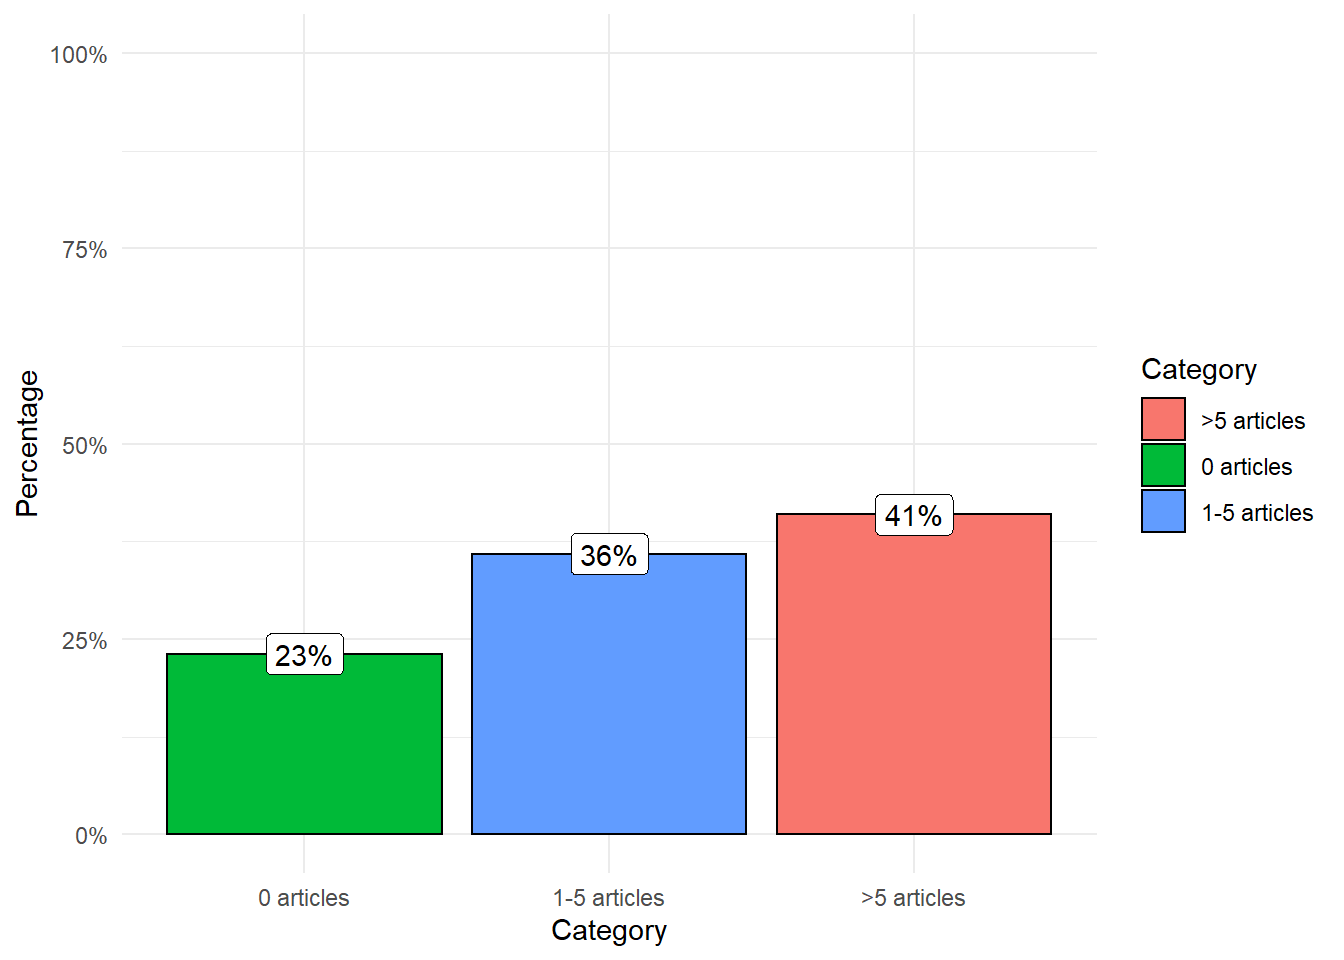 100%
75%
50%
25%
0%
Percentage
23%
36%
41%
0 articles
1-5 articles
>5 articles
Category
Category
>5 articles
0 articles
1-5 articles